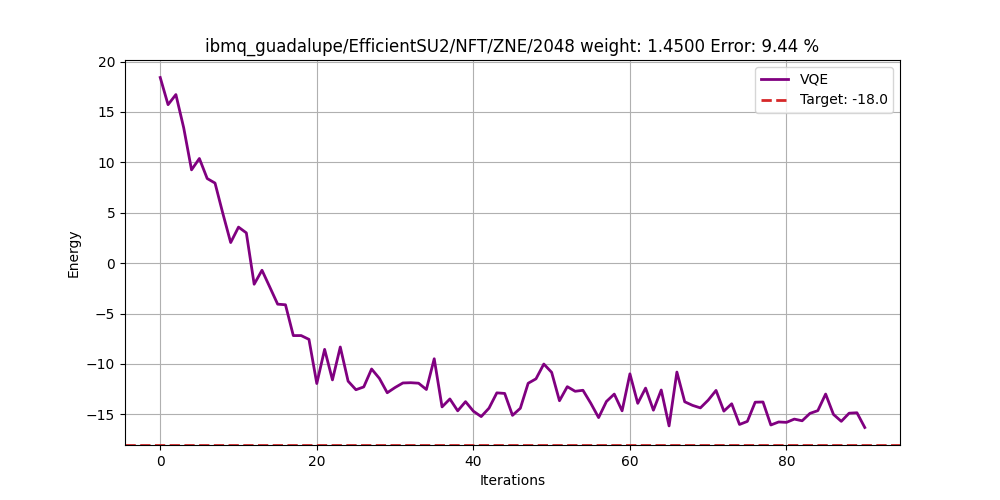 ibmq_guadalupe/EfficientSU2/NFT/ZNE/2048 weight: 1.4500 Error: 9.44 %
VQE
Target: -18.0
20
15
10
5
0
−5
−10
−15
Energy
0 20 40 60 80
Iterations